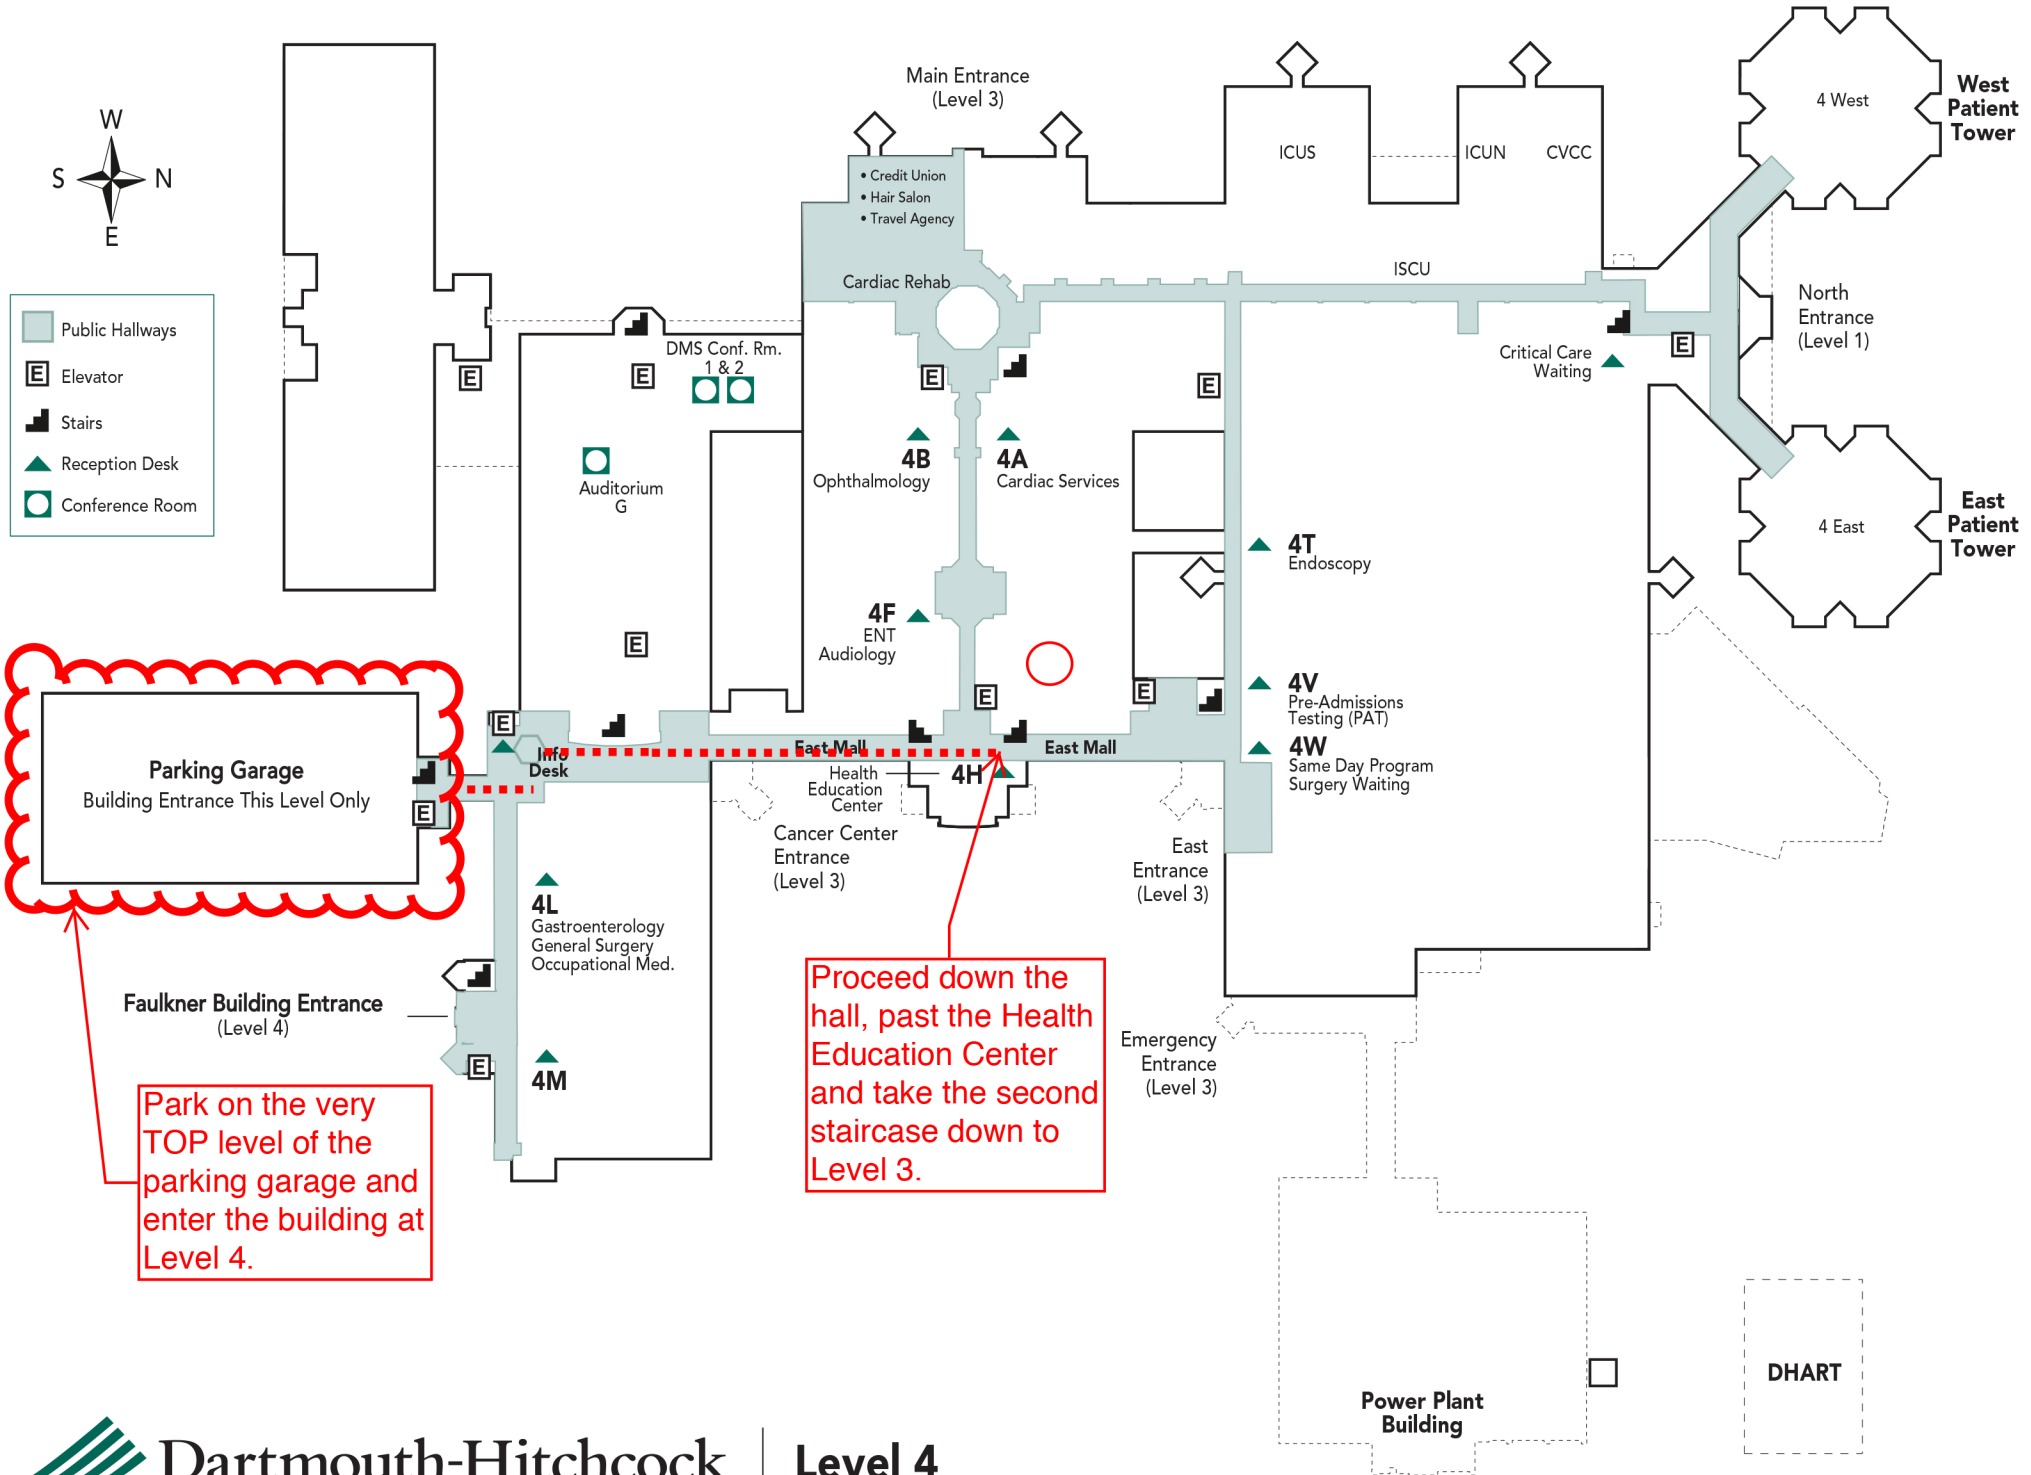 Main Entrance
(Level 3)
W
S
N
E
Public Hallways
E Elevator
Stairs
Reception Desk
Conference Room
• Credit Union
• Hair Salon
• Travel Agency
Cardiac Rehab
ICUS
ICUN
CVCC
ISCU
4 West
West
Patient
Tower
North
Entrance
(Level 1)
Critical Care
Waiting
E
E
4 East
East
Patient
Tower
E
E
DMS Conf. Rm.
1 & 2
Auditorium
G
E
E
4B
Ophthalmology
4A
Cardiac Services
4F
ENT
Audiology
E
E
4T
Endoscopy
4V
Pre-Admissions
Testing (PAT)
4W
Same Day Program
Surgery Waiting
Parking Garage
Building Entrance This Level Only
E
E
Info
Desk
East Mall
East Mall
Health
Education
Center
4H
Cancer Center
Entrance
(Level 3)
East
Entrance
(Level 3)
4L
Gastroenterology
General Surgery
Occupational Med.
Faulkner Building Entrance
(Level 4)
E
4M
Emergency
Entrance
(Level 3)
Park on the very
TOP level of the
parking garage and
enter the building at
Level 4.
Proceed down the
hall, past the Health
Education Center
and take the second
staircase down to
Level 3.
Power Plant
Building
DHART
Dartmouth-Hitchcock
Level 4